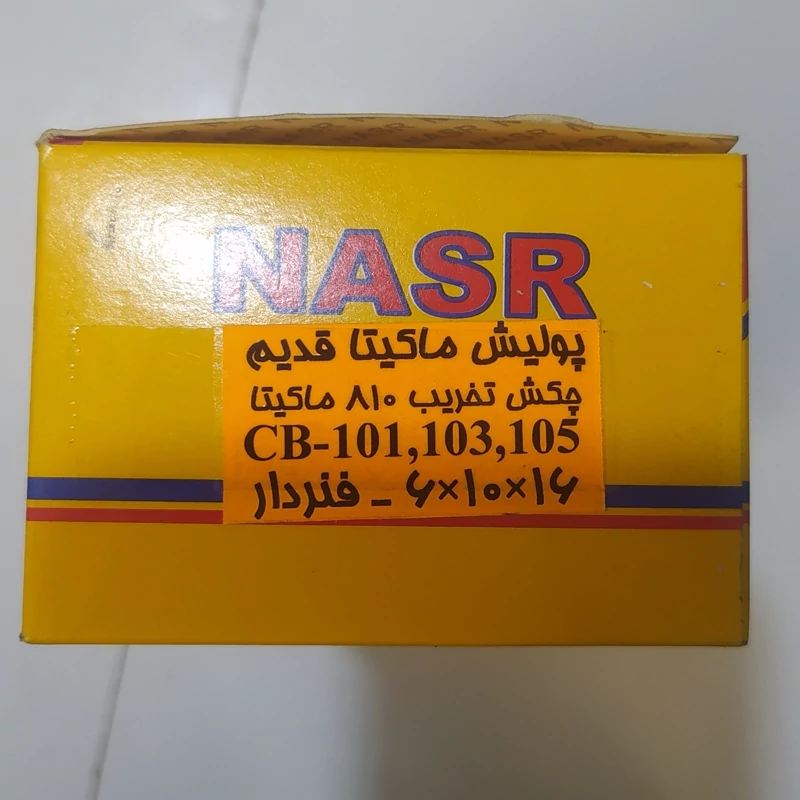 NASR
پولیش ماکیتا قدیم
چکش تخریب ۸۱۰ ماکیتا
CB-101,103,105
۶×۱۰×۱۶ - فنردار